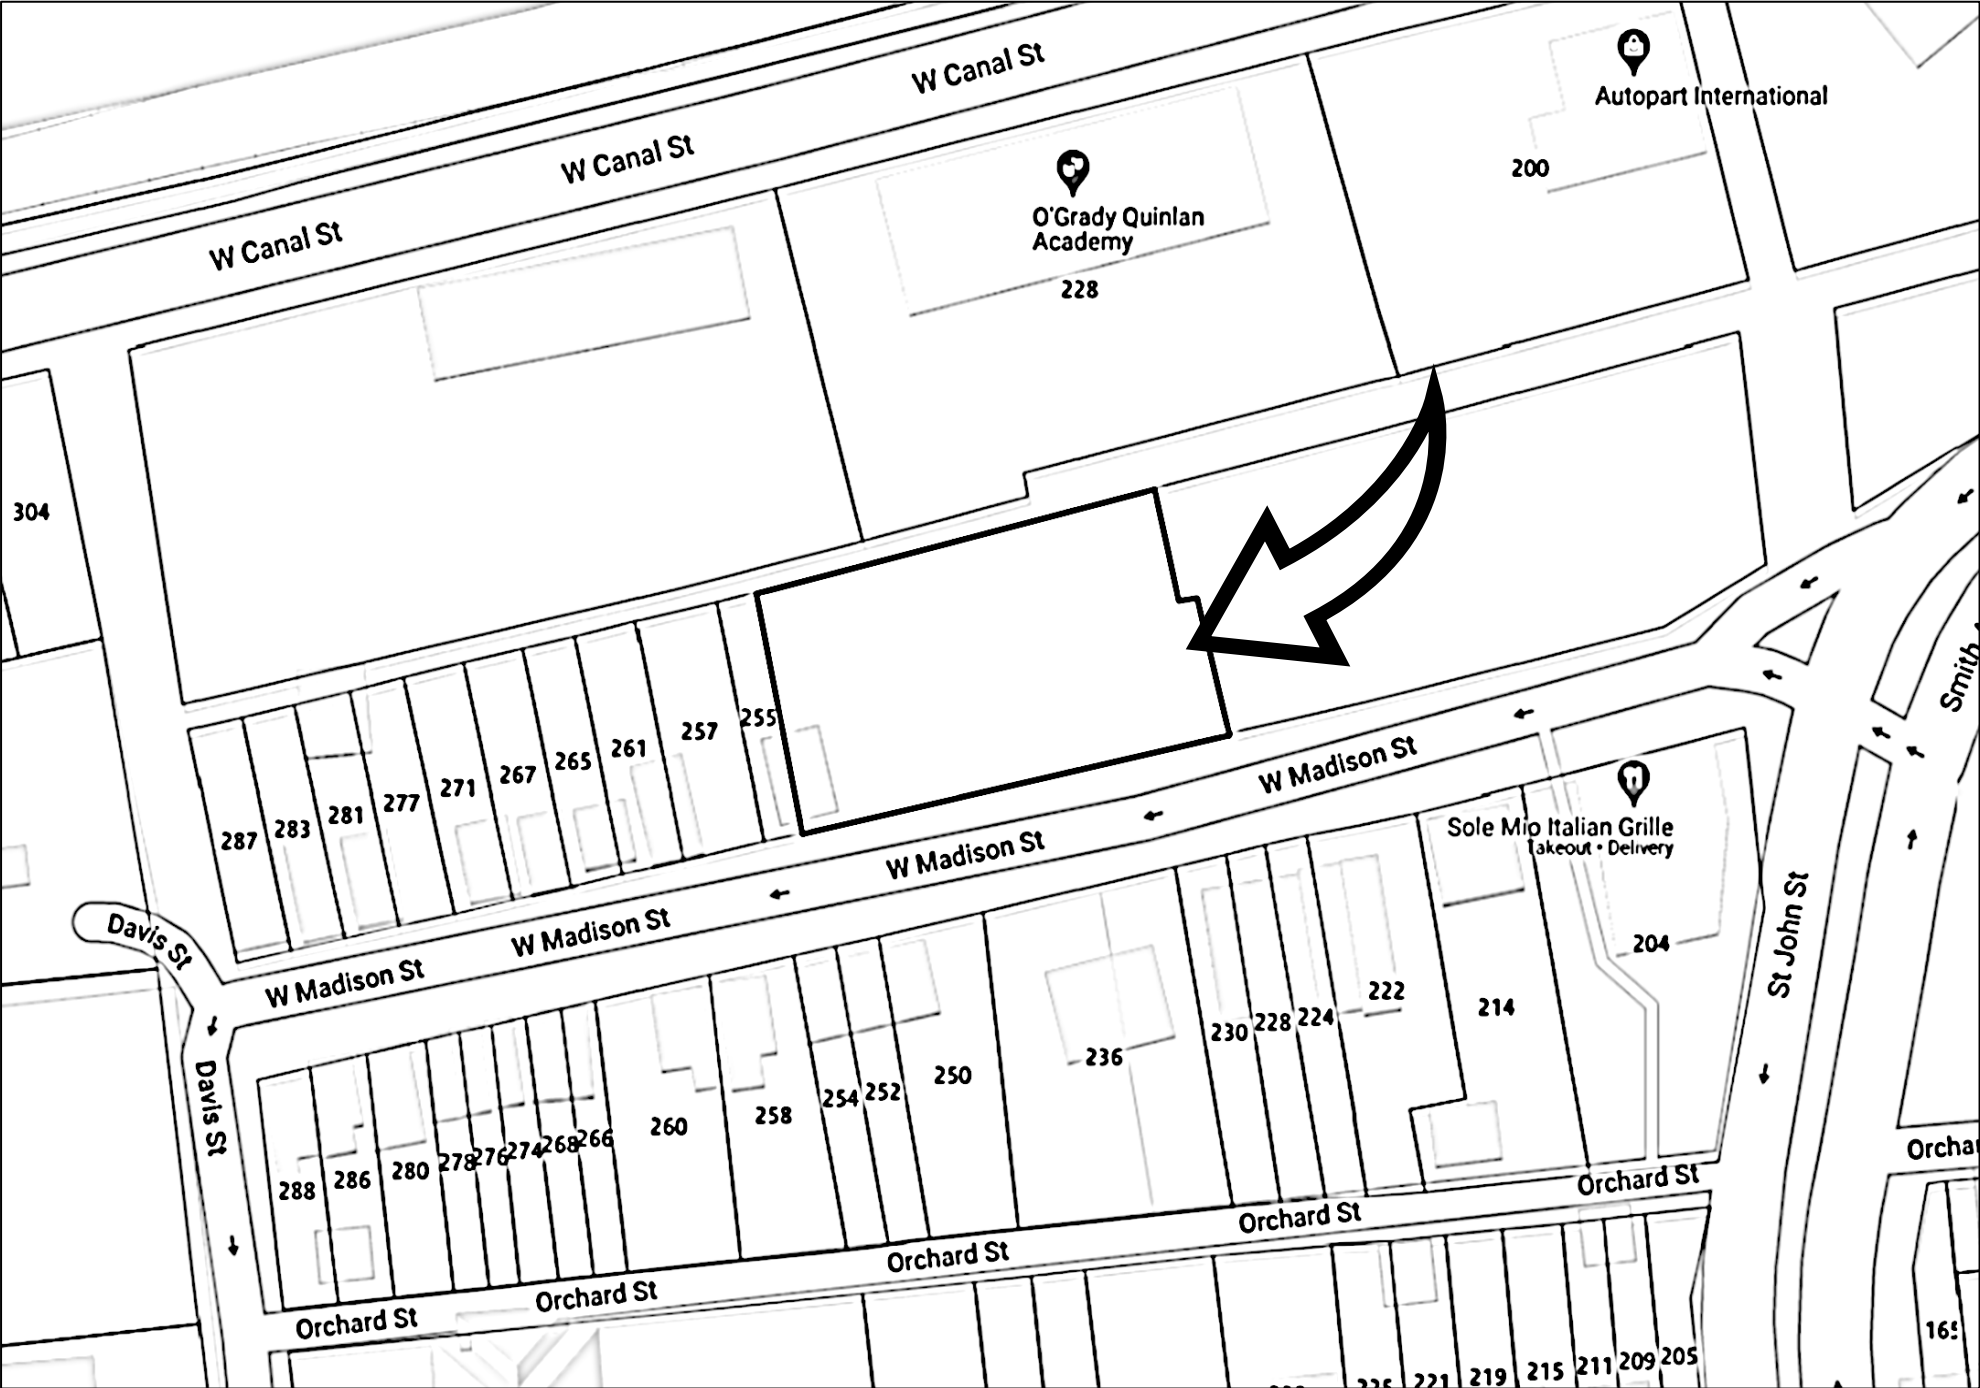 W Canal St
W Canal St
W Canal St
Autopart International
200
O'Grady Quinlan
Academy
228
304
Smith
255
257
261
265
267
271
277
281
283
287
W Madison St
W Madison St
W Madison St
W Madison St
Sole Mio Italian Grille
Takeout • Delivery
204
St John St
Davis St
Davis St
222
214
224
228
230
236
250
252
254
258
260
266
268
274
276
278
280
286
288
Orchard St
Orchard St
Orchard St
Orchard St
Orchard St
221
219
215
211
209
205